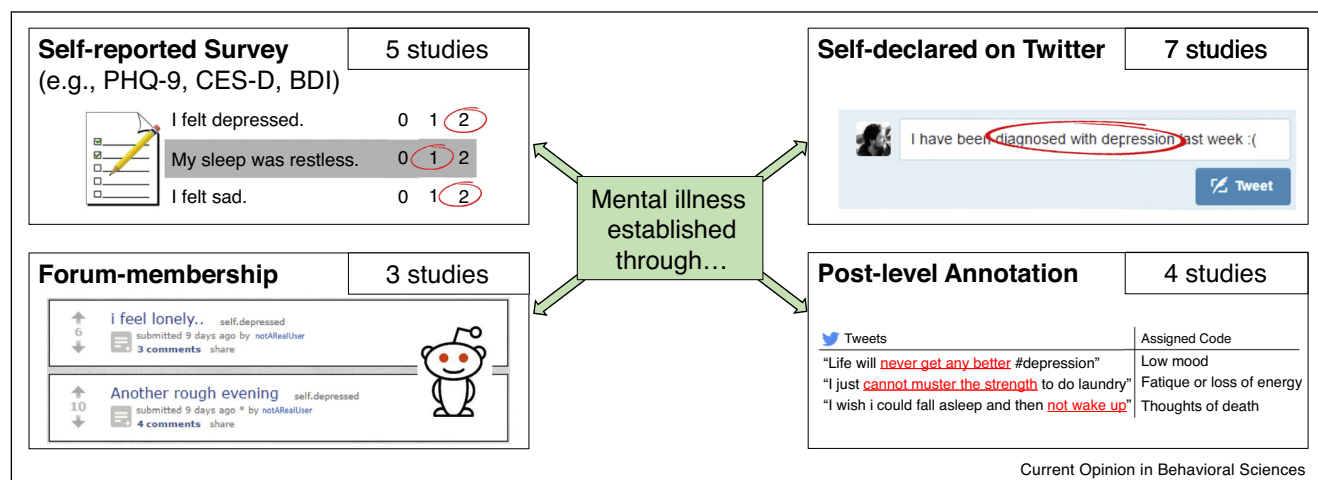 Self-reported Survey
5 studies
(e.g., PHQ-9, CES-D, BDI)
I felt depressed. 0 1 2
My sleep was restless. 0 1 2
I felt sad. 0 1 2
Self-declared on Twitter
7 studies
I have been diagnosed with depression last week :(
Tweet
Mental illness
established
through...
Forum-membership
3 studies
i feel lonely.. self.depressed
6
submitted 9 days ago by notARealUser
3 comments share
Another rough evening self.depressed
10
submitted 9 days ago * by notARealUser
4 comments share
Post-level Annotation
4 studies
Tweets Assigned Code
“Life will never get any better #depression” Low mood
“I just cannot muster the strength to do laundry” Fatique or loss of energy
“I wish i could fall asleep and then not wake up” Thoughts of death
Current Opinion in Behavioral Sciences